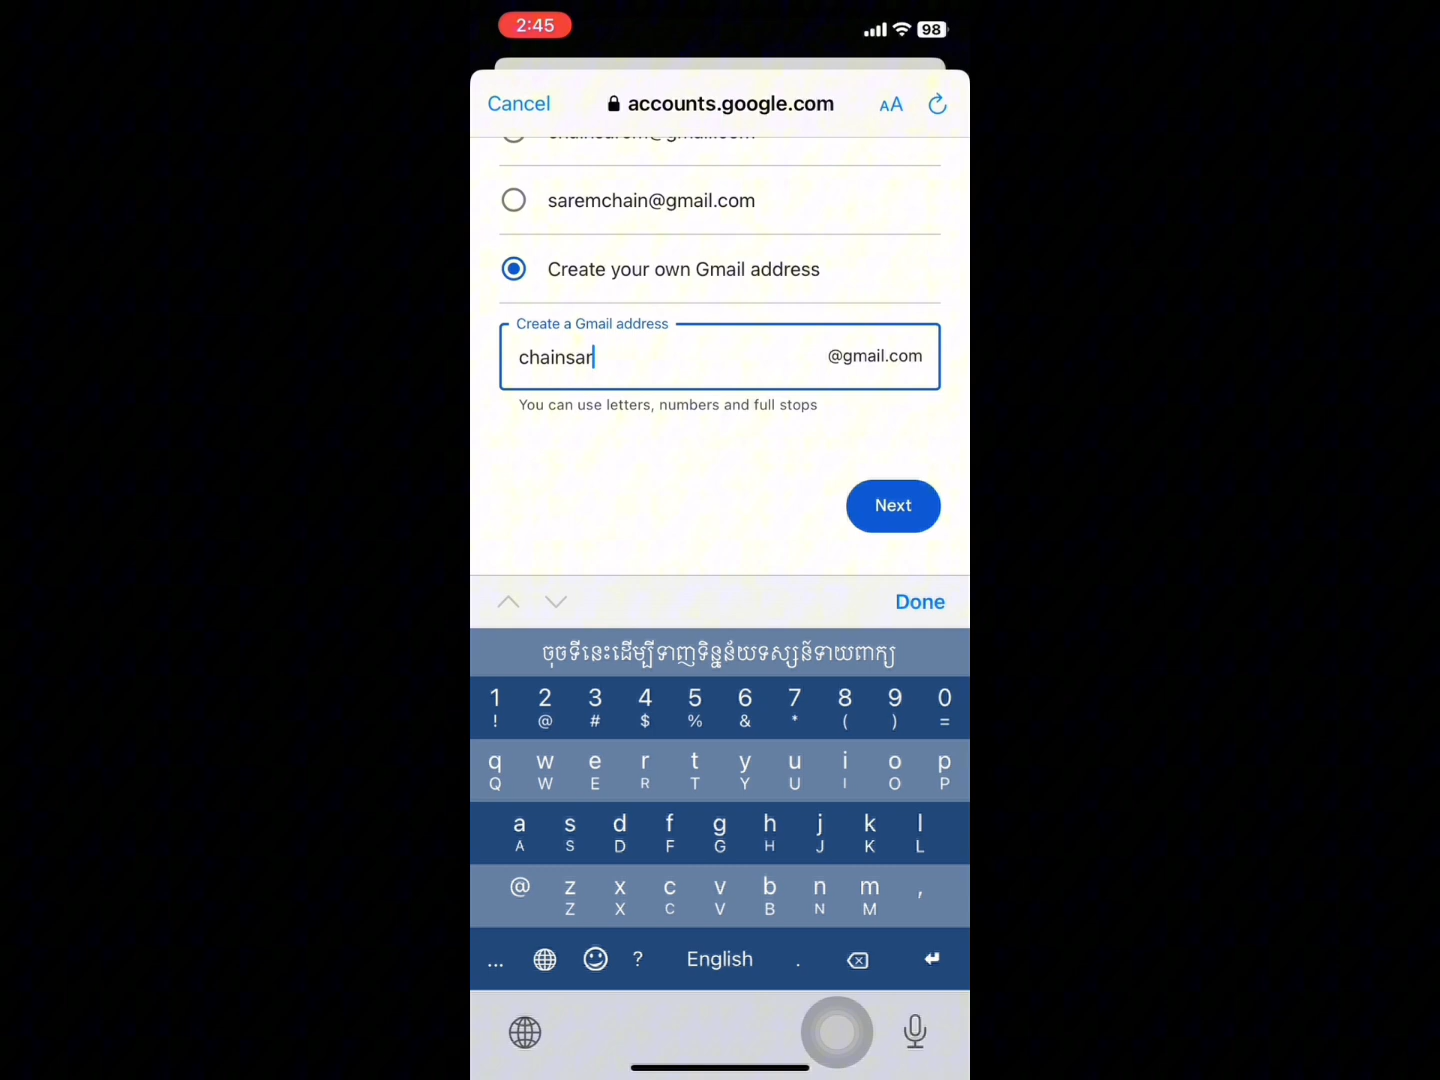 2:45
98
Cancel
accounts.google.com
AA
saremchain@gmail.com
Create your own Gmail address
Create a Gmail address
chainsar
@gmail.com
You can use letters, numbers and full stops
Next
Done
ចុចទីនេះដើម្បីទាញទិន្នន័យទស្សន៍ទាយពាក្យ
1 2 3 4 5 6 7 8 9 0
! @ # $ % & * ( ) =
q w e r t y u i o p
Q W E R T Y U I O P
a s d f g h j k l
A S D F G H J K L
@ z x c v b n m ,
Z X C V B N M
... ? English .